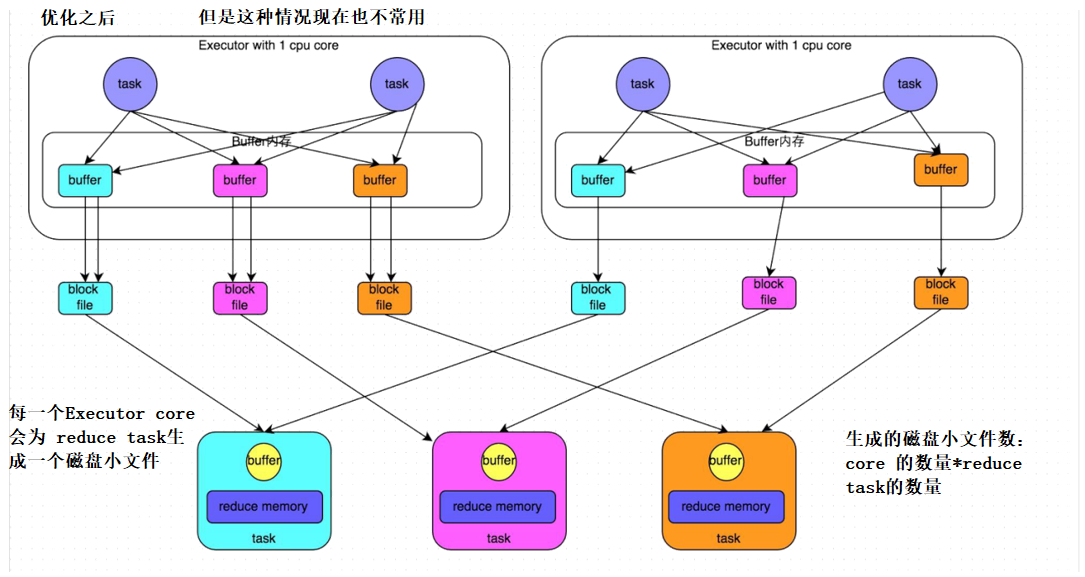 优化之后 但是这种情况现在也不常用
Executor with 1 cpu core Executor with 1 cpu core
task task task task
Buffer内存 Buffer内存
buffer buffer buffer buffer buffer buffer
block block block block block block
file file file file file file
每一个Executor core
会为 reduce task生
成一个磁盘小文件
buffer buffer buffer
reduce memory reduce memory reduce memory
task task task
生成的磁盘小文件数：
core 的数量*reduce
task的数量